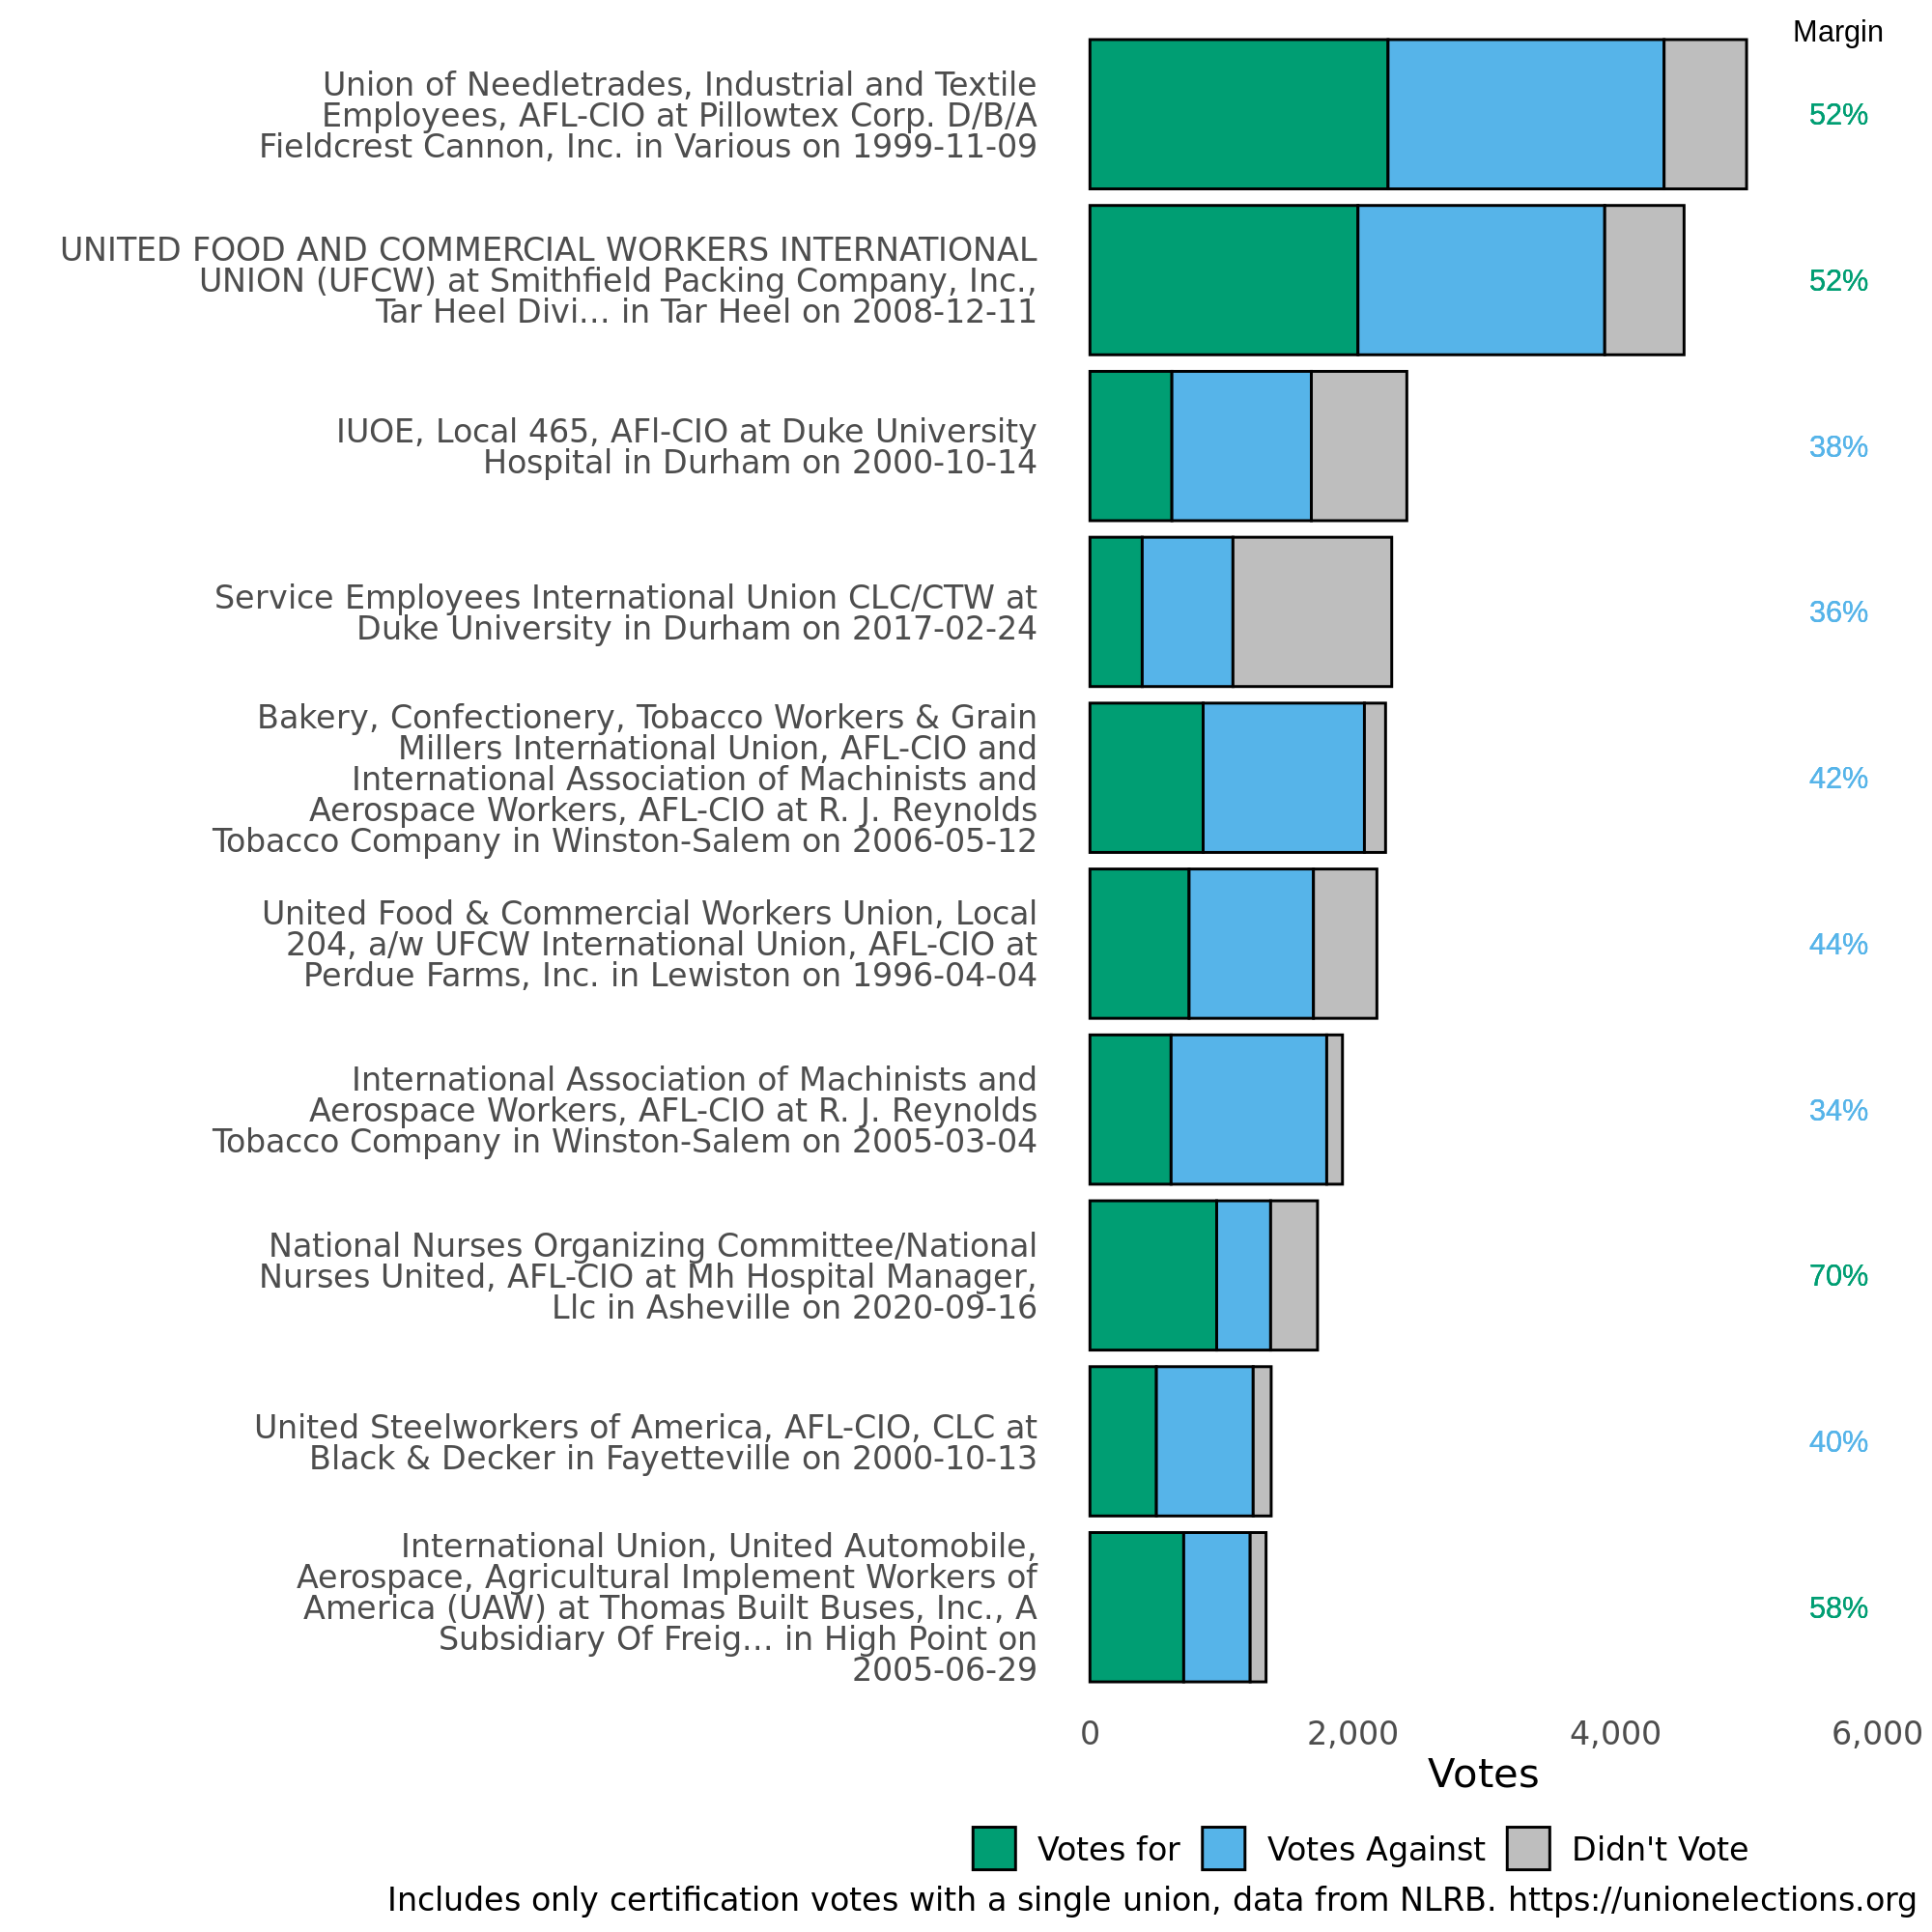 Margin
Union of Needletrades, Industrial and Textile
Employees, AFL-CIO at Pillowtex Corp. D/B/A
Fieldcrest Cannon, Inc. in Various on 1999-11-09
52%
UNITED FOOD AND COMMERCIAL WORKERS INTERNATIONAL
UNION (UFCW) at Smithfield Packing Company, Inc.,
Tar Heel Divi... in Tar Heel on 2008-12-11
52%
IUOE, Local 465, AFl-CIO at Duke University
Hospital in Durham on 2000-10-14
38%
Service Employees International Union CLC/CTW at
Duke University in Durham on 2017-02-24
36%
Bakery, Confectionery, Tobacco Workers & Grain
Millers International Union, AFL-CIO and
International Association of Machinists and
Aerospace Workers, AFL-CIO at R. J. Reynolds
Tobacco Company in Winston-Salem on 2006-05-12
42%
United Food & Commercial Workers Union, Local
204, a/w UFCW International Union, AFL-CIO at
Perdue Farms, Inc. in Lewiston on 1996-04-04
44%
International Association of Machinists and
Aerospace Workers, AFL-CIO at R. J. Reynolds
Tobacco Company in Winston-Salem on 2005-03-04
34%
National Nurses Organizing Committee/National
Nurses United, AFL-CIO at Mh Hospital Manager,
Llc in Asheville on 2020-09-16
70%
United Steelworkers of America, AFL-CIO, CLC at
Black & Decker in Fayetteville on 2000-10-13
40%
International Union, United Automobile,
Aerospace, Agricultural Implement Workers of
America (UAW) at Thomas Built Buses, Inc., A
Subsidiary Of Freig... in High Point on
2005-06-29
58%
0 2,000 4,000 6,000
Votes
Votes for Votes Against Didn't Vote
Includes only certification votes with a single union, data from NLRB. https://unionelections.org